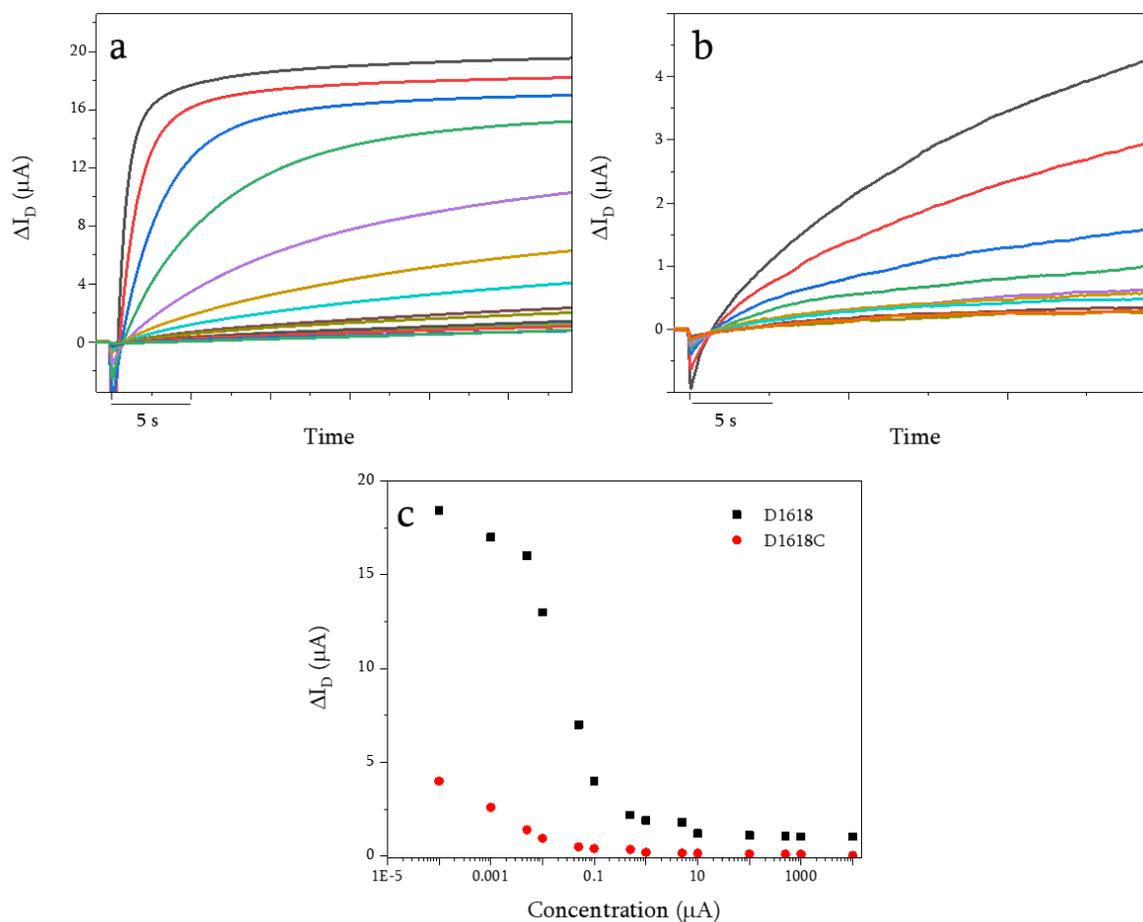 a
20
16
12
8
4
0
ΔI_D (µA)
5 s
Time
b
4
3
2
1
0
ΔI_D (µA)
5 s
Time
c
20
15
10
5
0
ΔI_D (µA)
D1618
D1618C
1E-5 0.001 0.1 10 1000
Concentration (µA)